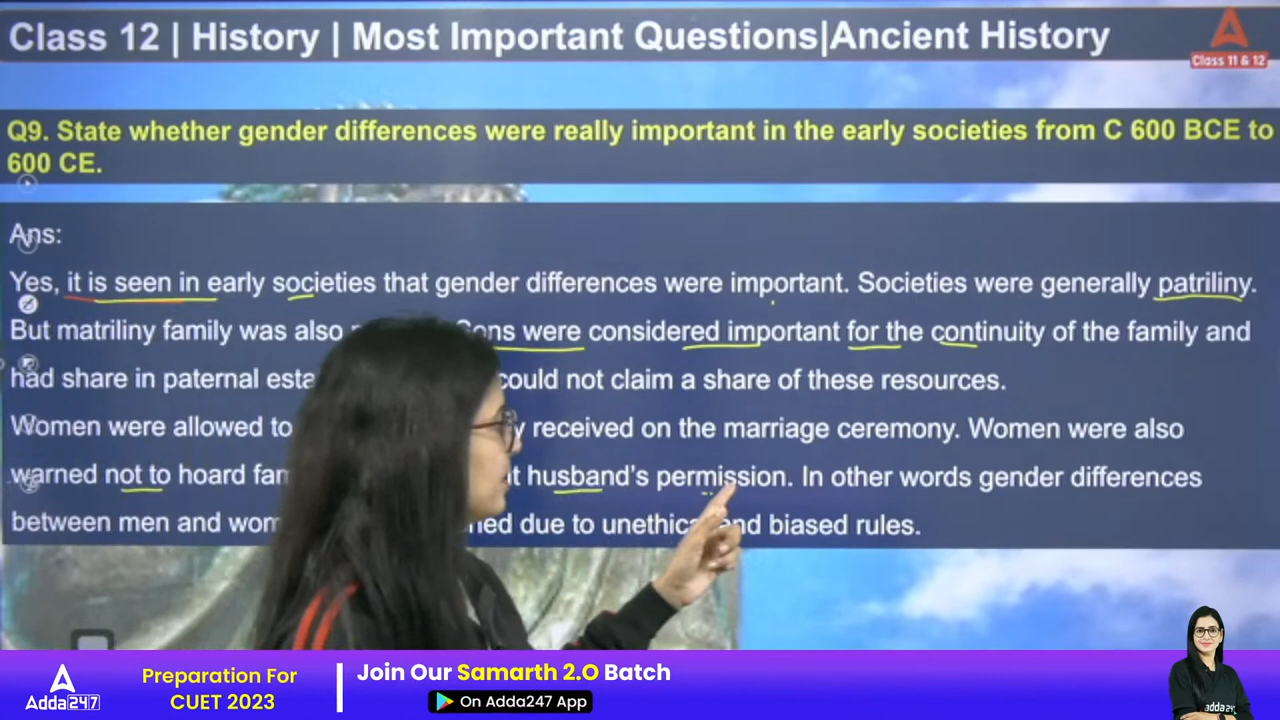 Class 12 | History | Most Important Questions|Ancient History
Class 11 & 12
Q9. State whether gender differences were really important in the early societies from C 600 BCE to
600 CE.
Ans:
Yes, it is seen in early societies that gender differences were important. Societies were generally patriliny.
But matriliny family was also Sons were considered important for the continuity of the family and
had share in paternal could not claim a share of these resources.
Women were allowed to received on the marriage ceremony. Women were also
warned not to hoard husband's permission. In other words gender differences
between men and due to and biased rules.
Adda247
Preparation For
CUET 2023
Join Our Samarth 2.O Batch
On Adda247 App
adda 247